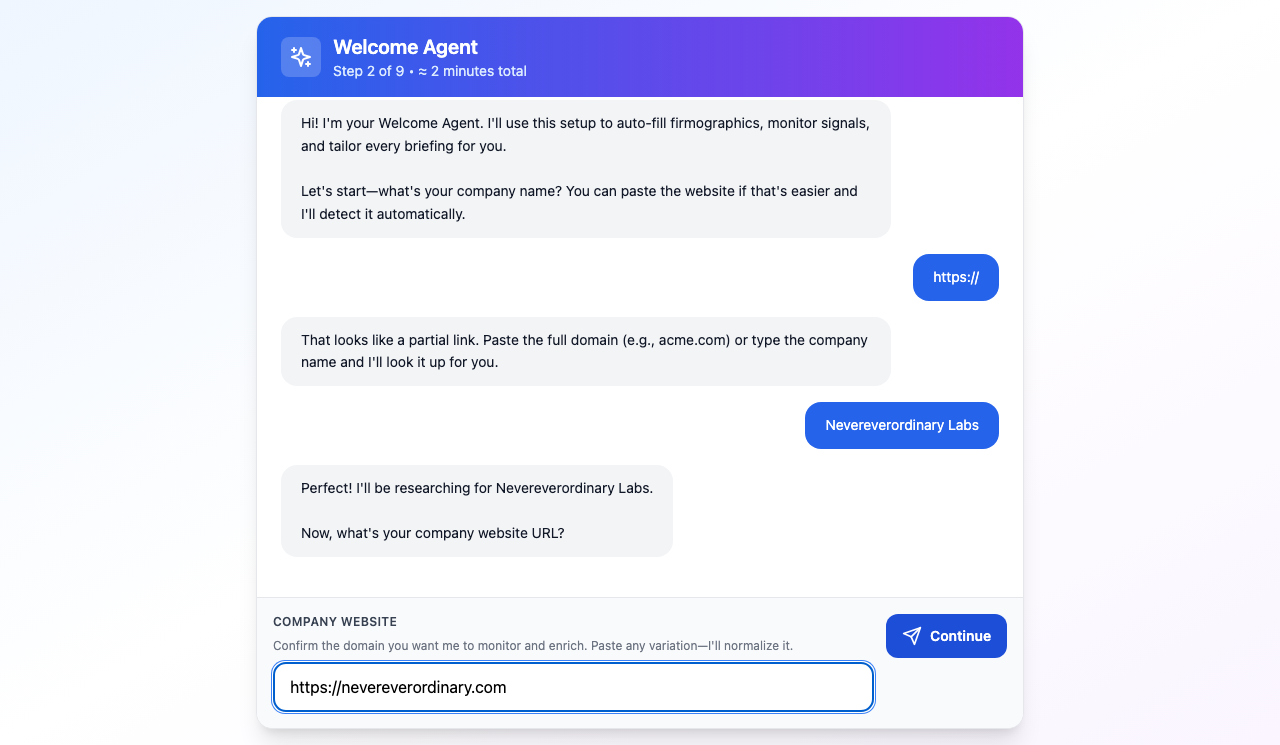 Welcome Agent
Step 2 of 9 • ≈ 2 minutes total
Hi! I'm your Welcome Agent. I'll use this setup to auto-fill firmographics, monitor signals,
and tailor every briefing for you.
Let's start—what's your company name? You can paste the website if that's easier and
I'll detect it automatically.
https://
That looks like a partial link. Paste the full domain (e.g., acme.com) or type the company
name and I'll look it up for you.
Nevereverordinary Labs
Perfect! I'll be researching for Nevereverordinary Labs.
Now, what's your company website URL?
COMPANY WEBSITE
Confirm the domain you want me to monitor and enrich. Paste any variation—I'll normalize it.
https://nevereverordinary.com
Continue